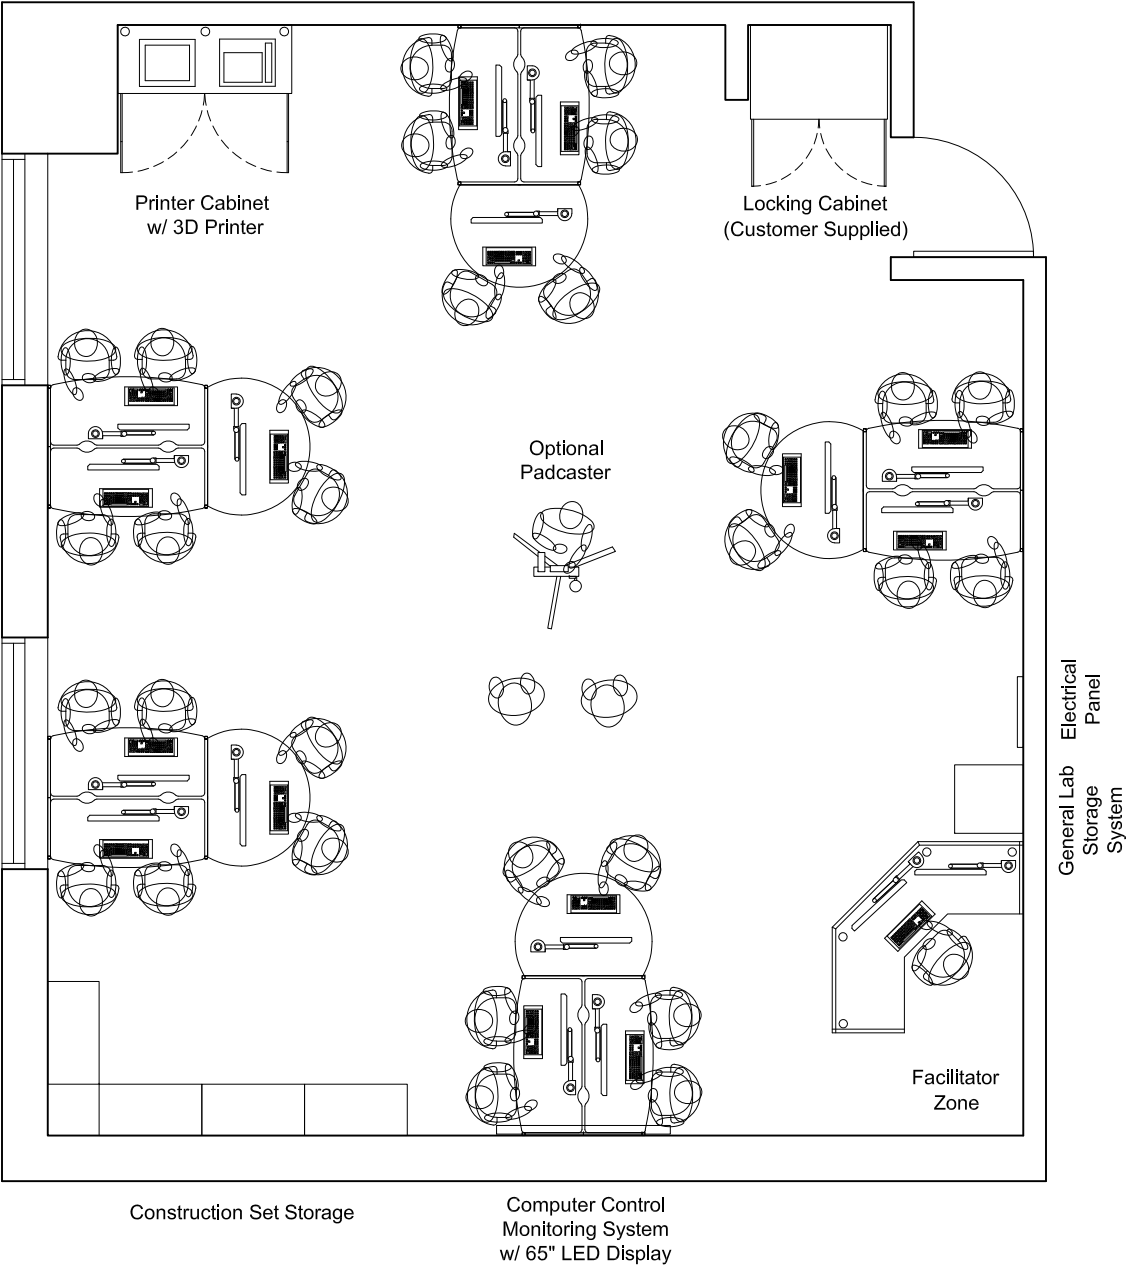 Printer Cabinet
w/ 3D Printer
Locking Cabinet
(Customer Supplied)
Optional
Padcaster
Electrical
Panel
General Lab
Storage
System
Facilitator
Zone
Construction Set Storage
Computer Control
Monitoring System
w/ 65" LED Display